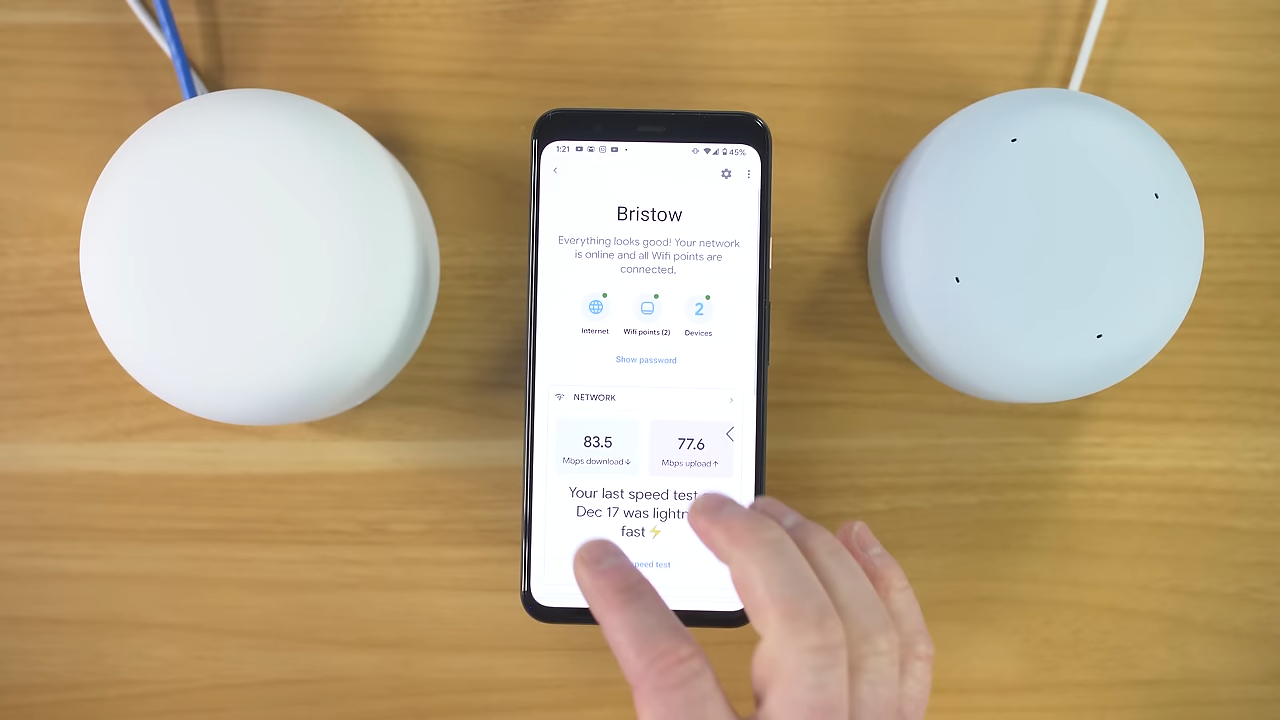 1:21
45%
Bristow
Everything looks good! Your network
is online and all Wifi points are
connected.
2
Internet
Wifi points (2)
Devices
Show password
NETWORK
83.5
77.6
Mbps download↓
Mbps upload↑
Your last speed test
Dec 17 was
fast⚡
speed test